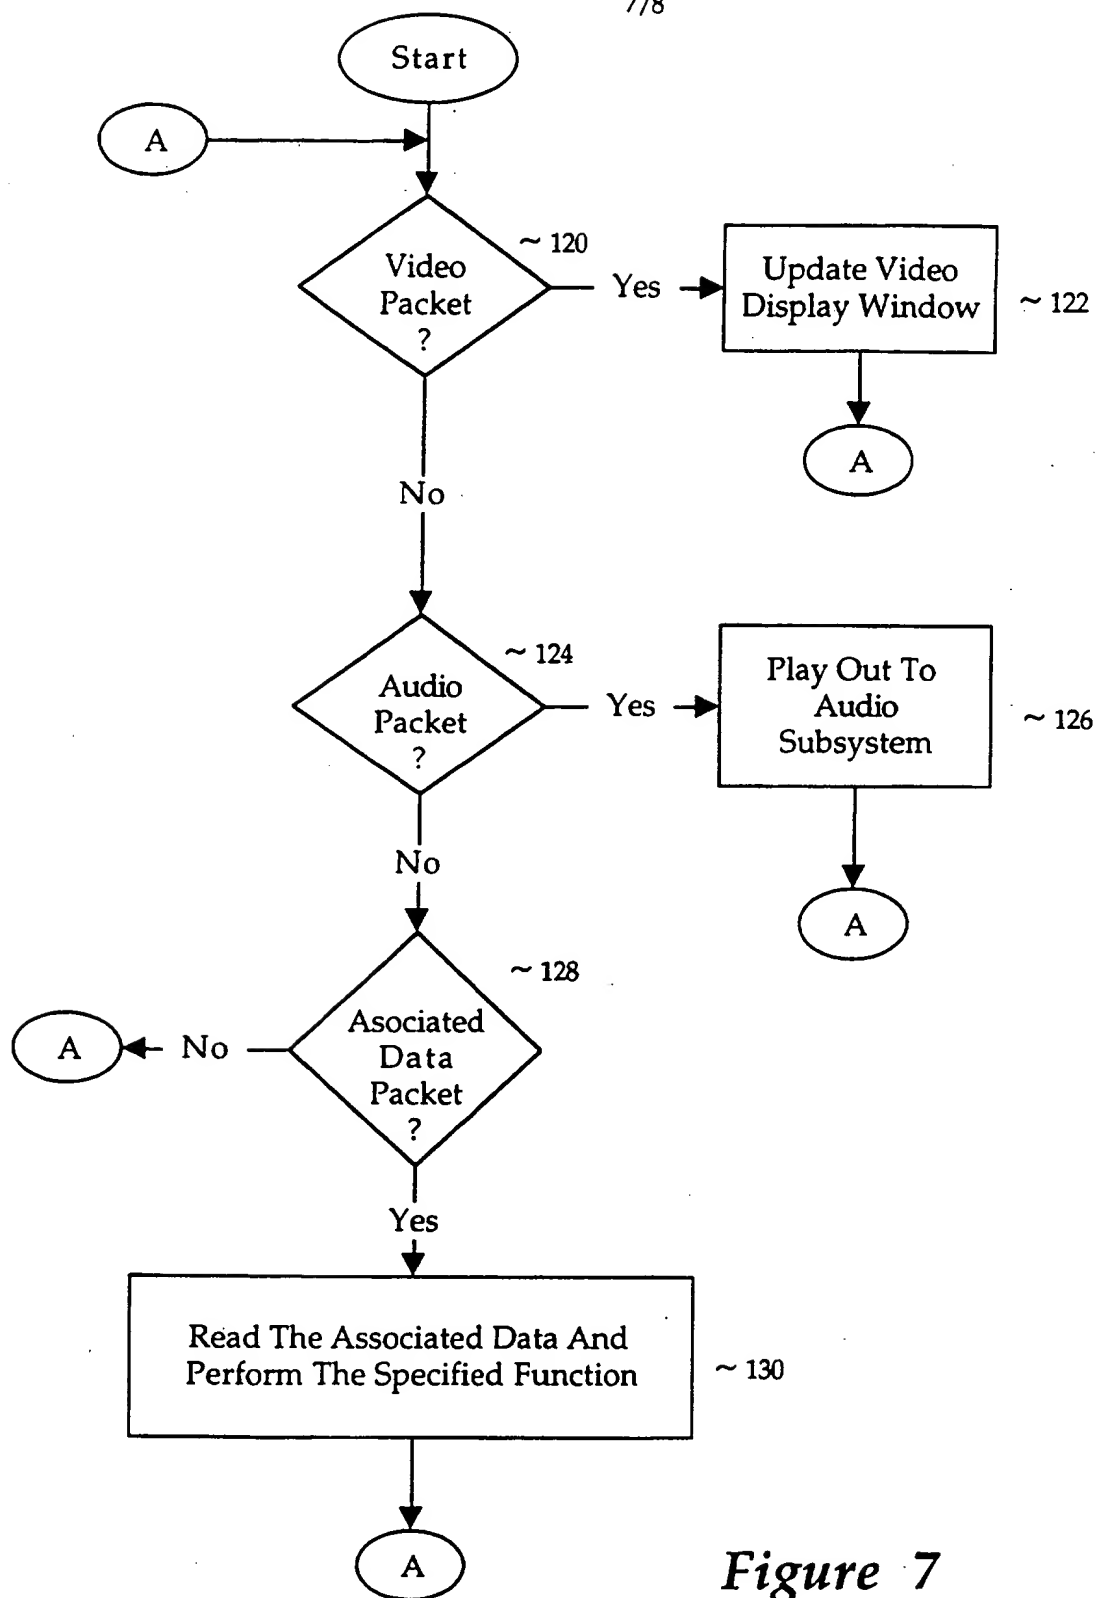 7/8
Start
A
~ 120
Video
Packet
?
Yes
Update Video
Display Window
~ 122
A
No
~ 124
Audio
Packet
?
Yes
Play Out To
Audio
Subsystem
~ 126
A
No
~ 128
Asociated
Data
Packet
?
No
A
Yes
Read The Associated Data And
Perform The Specified Function
~ 130
A
Figure 7